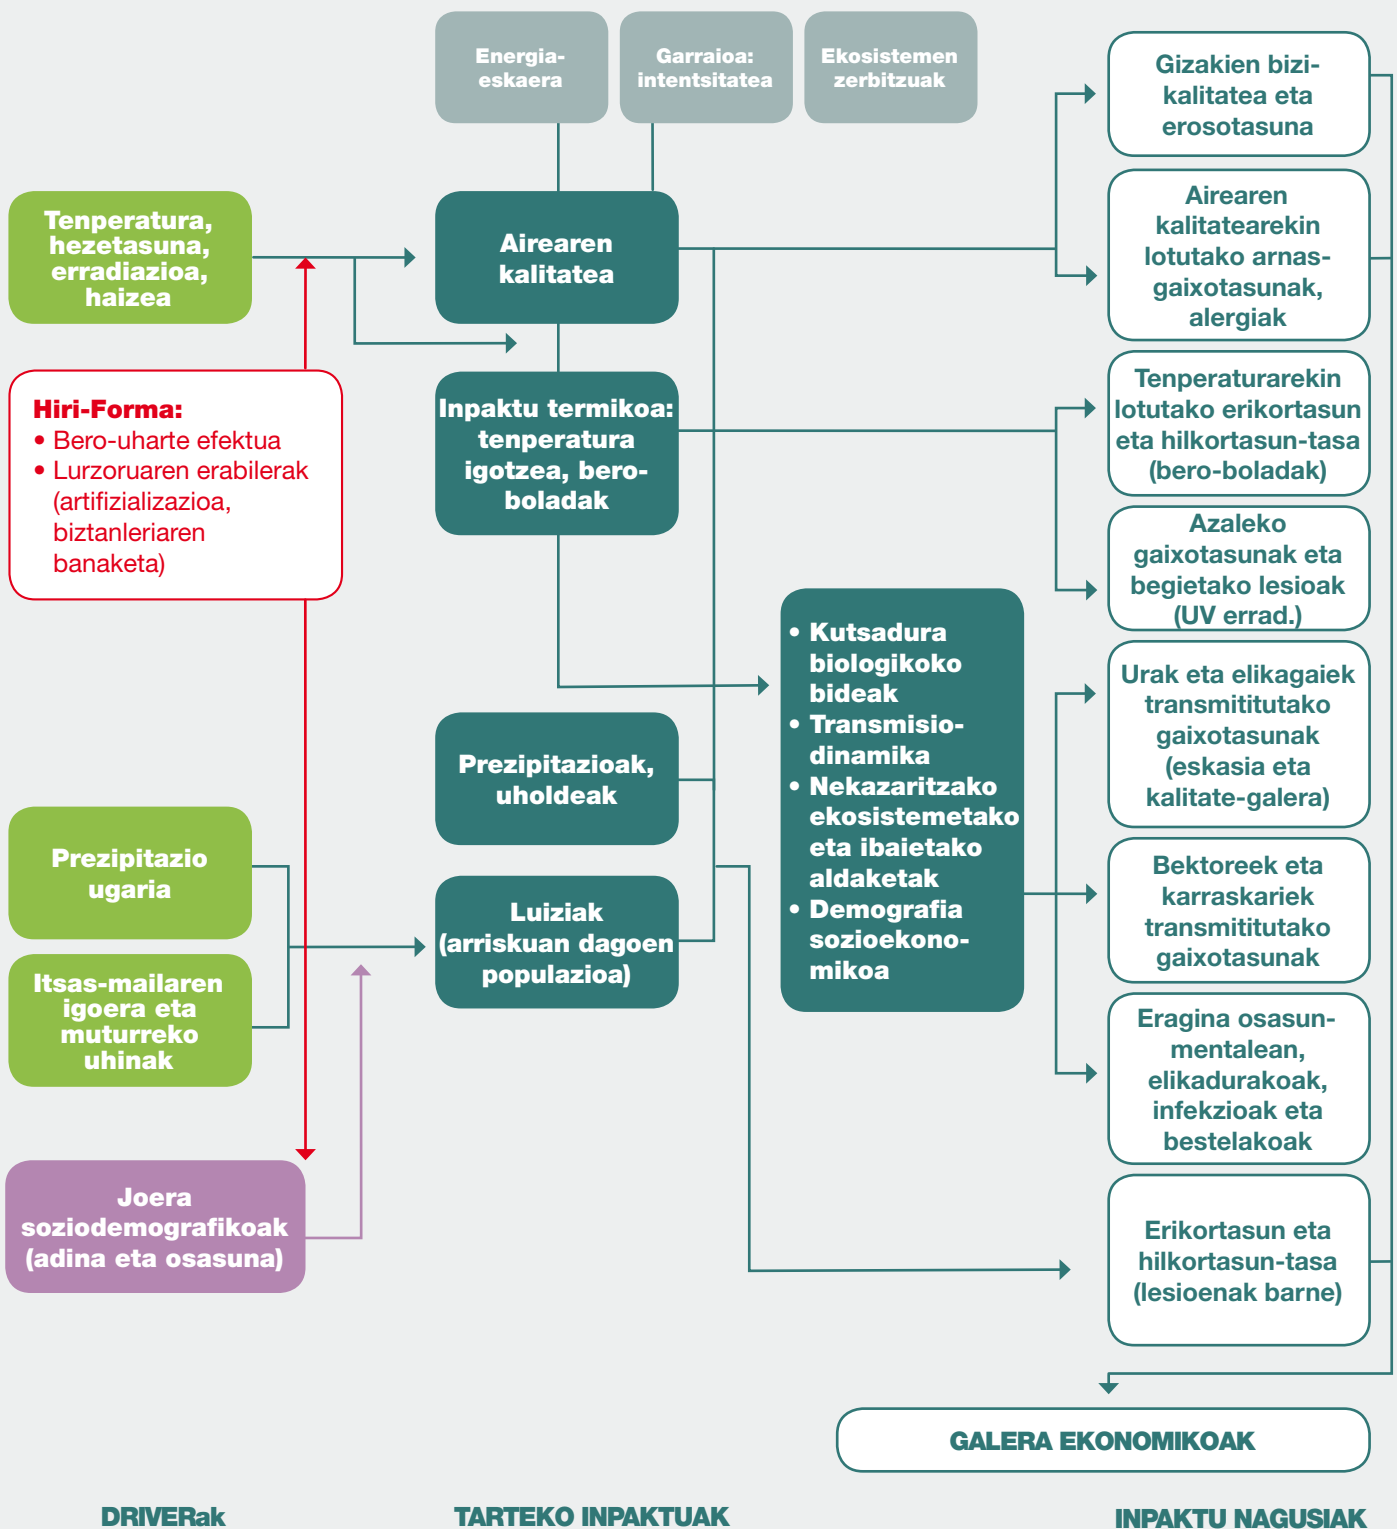 Energia-
eskaera
Garraioa:
intentsitatea
Ekosistemen
zerbitzuak
Tenperatura,
hezetasuna,
erradiazioa,
haizea
Hiri-Forma:
• Bero-uharte efektua
• Lurzoruaren erabilerak
(artifizializazioa,
biztanleriaren
banaketa)
Prezipitazio
ugaria
Itsas-mailaren
igoera eta
muturreko
uhinak
Joera
soziodemografikoak
(adina eta osasuna)
Airearen
kalitatea
Inpaktu termikoa:
tenperatura
igotzea, bero-
boladak
Prezipitazioak,
uholdeak
Luiziak
(arriskuan dagoen
populazioa)
• Kutsadura
biologikoko
bideak
• Transmisio-
dinamika
• Nekazaritzako
ekosistemetako
eta ibaietako
aldaketak
• Demografia
sozioekono-
mikoa
Gizakien bizi-
kalitatea eta
erosotasuna
Airearen
kalitatearekin
lotutako arnas-
gaixotasunak,
alergiak
Tenperaturarekin
lotutako erikortasun
eta hilkortasun-tasa
(bero-boladak)
Azaleko
gaixotasunak eta
begietako lesioak
(UV errad.)
Urak eta elikagaiek
transmititutako
gaixotasunak
(eskasia eta
kalitate-galera)
Bektoreek eta
karraskariek
transmititutako
gaixotasunak
Eragina osasun-
mentalean,
elikadurakoak,
infekzioak eta
bestelakoak
Erikortasun eta
hilkortasun-tasa
(lesioenak barne)
GALERA EKONOMIKOAK
DRIVERak
TARTEKO INPAKTUAK
INPAKTU NAGUSIAK